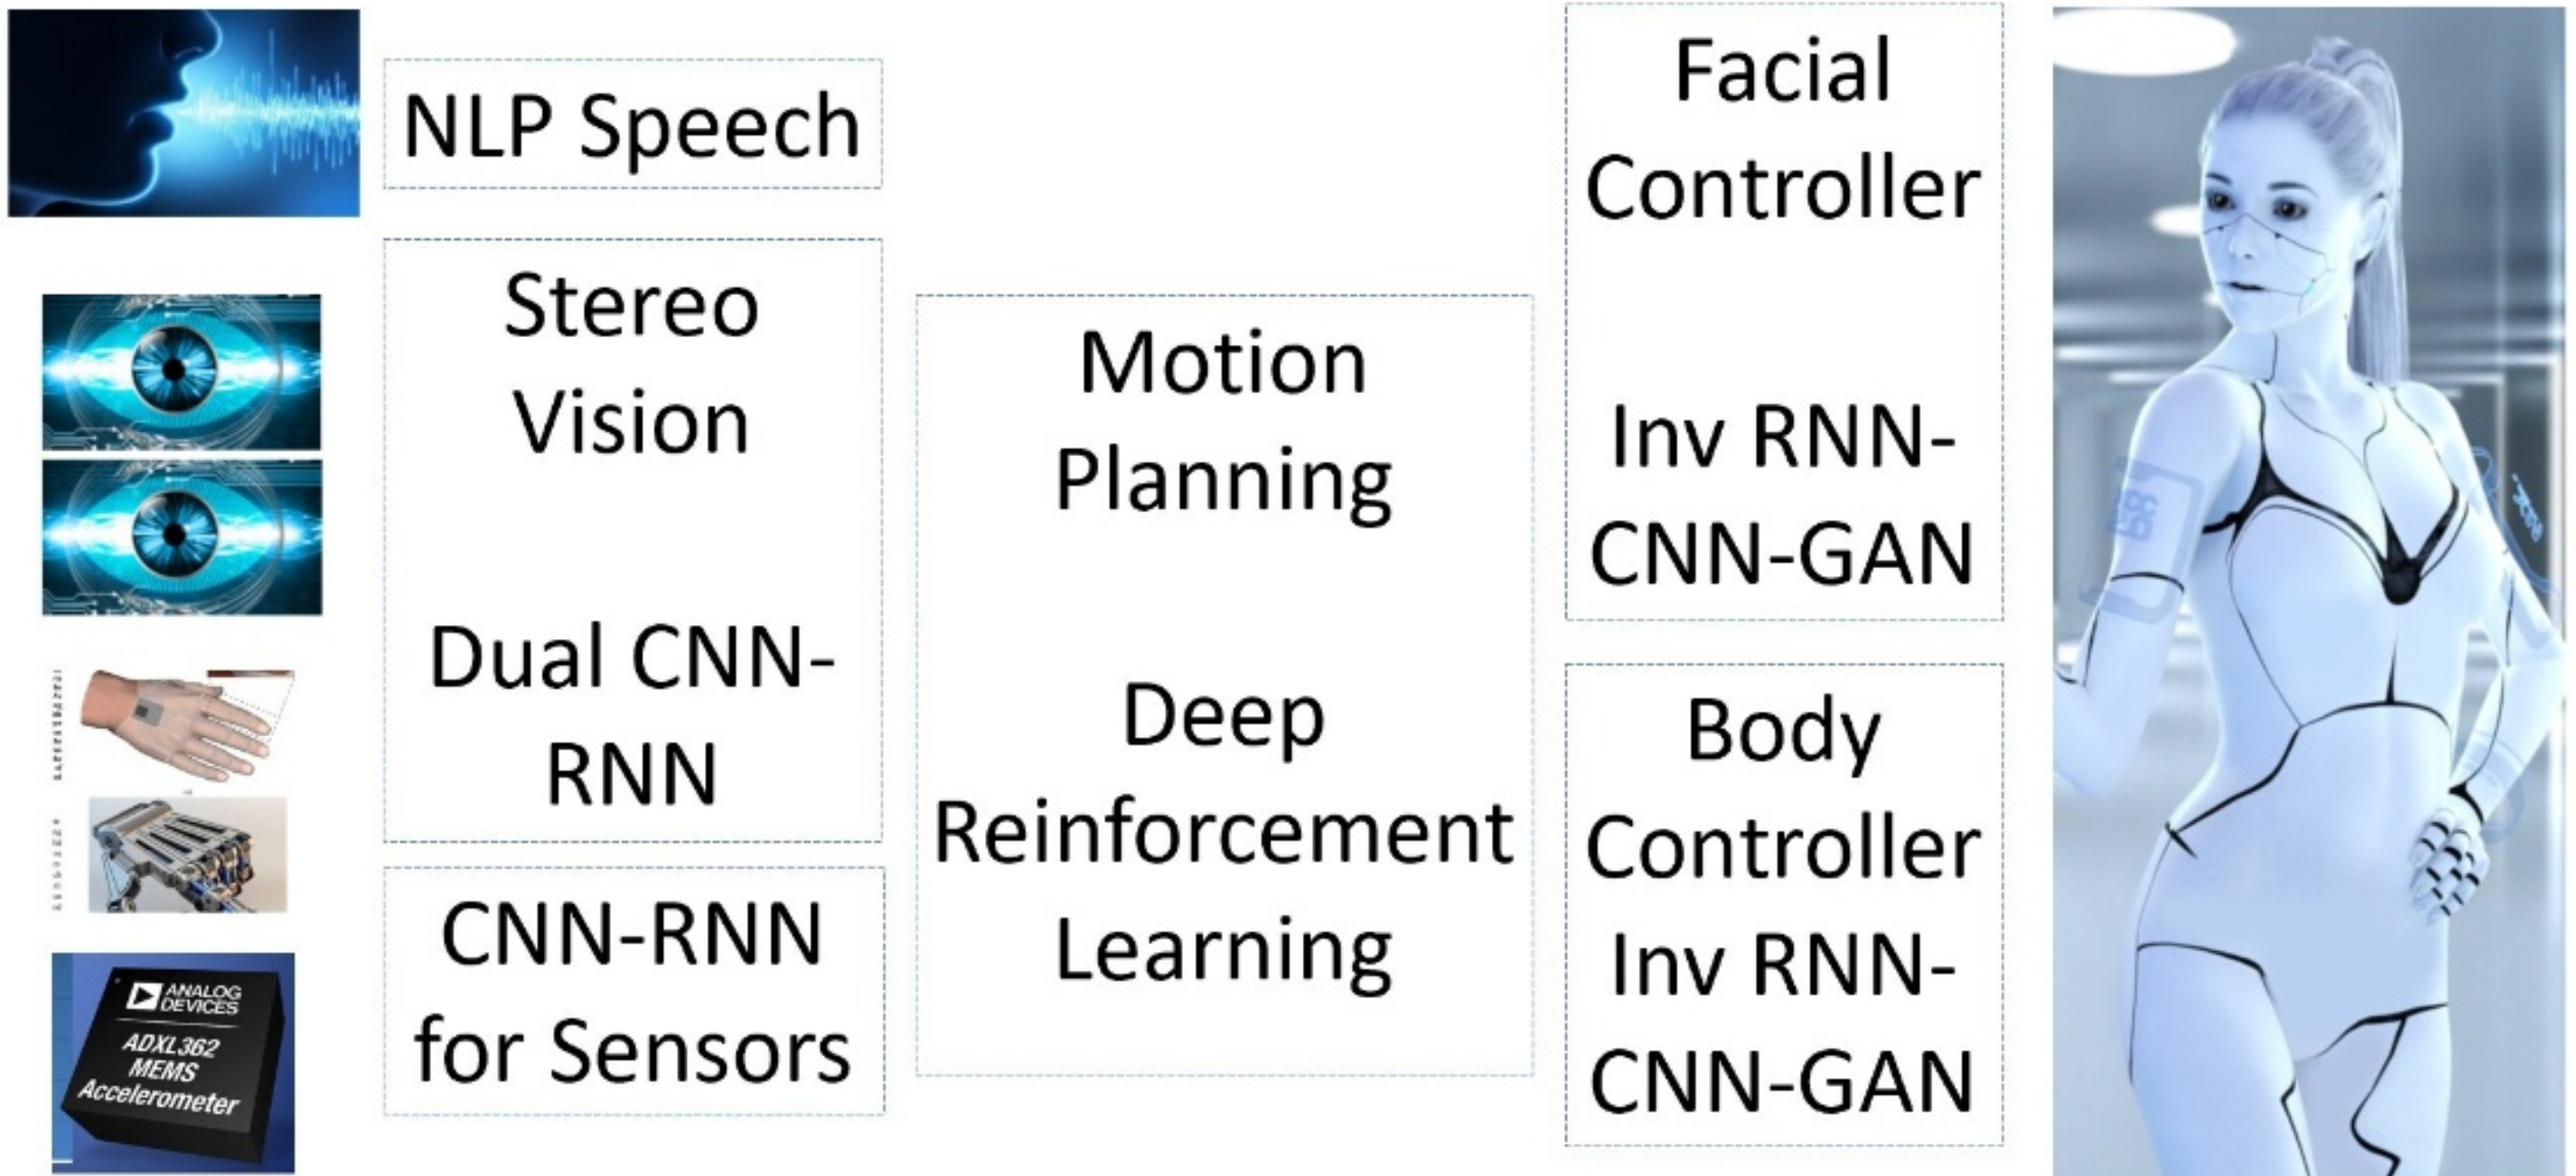 NLP Speech
Stereo
Vision
Dual CNN-
RNN
CNN-RNN
for Sensors
ANALOG
DEVICES
ADXL362
MEMS
Accelerometer
Motion
Planning
Deep
Reinforcement
Learning
Facial
Controller
Inv RNN-
CNN-GAN
Body
Controller
Inv RNN-
CNN-GAN